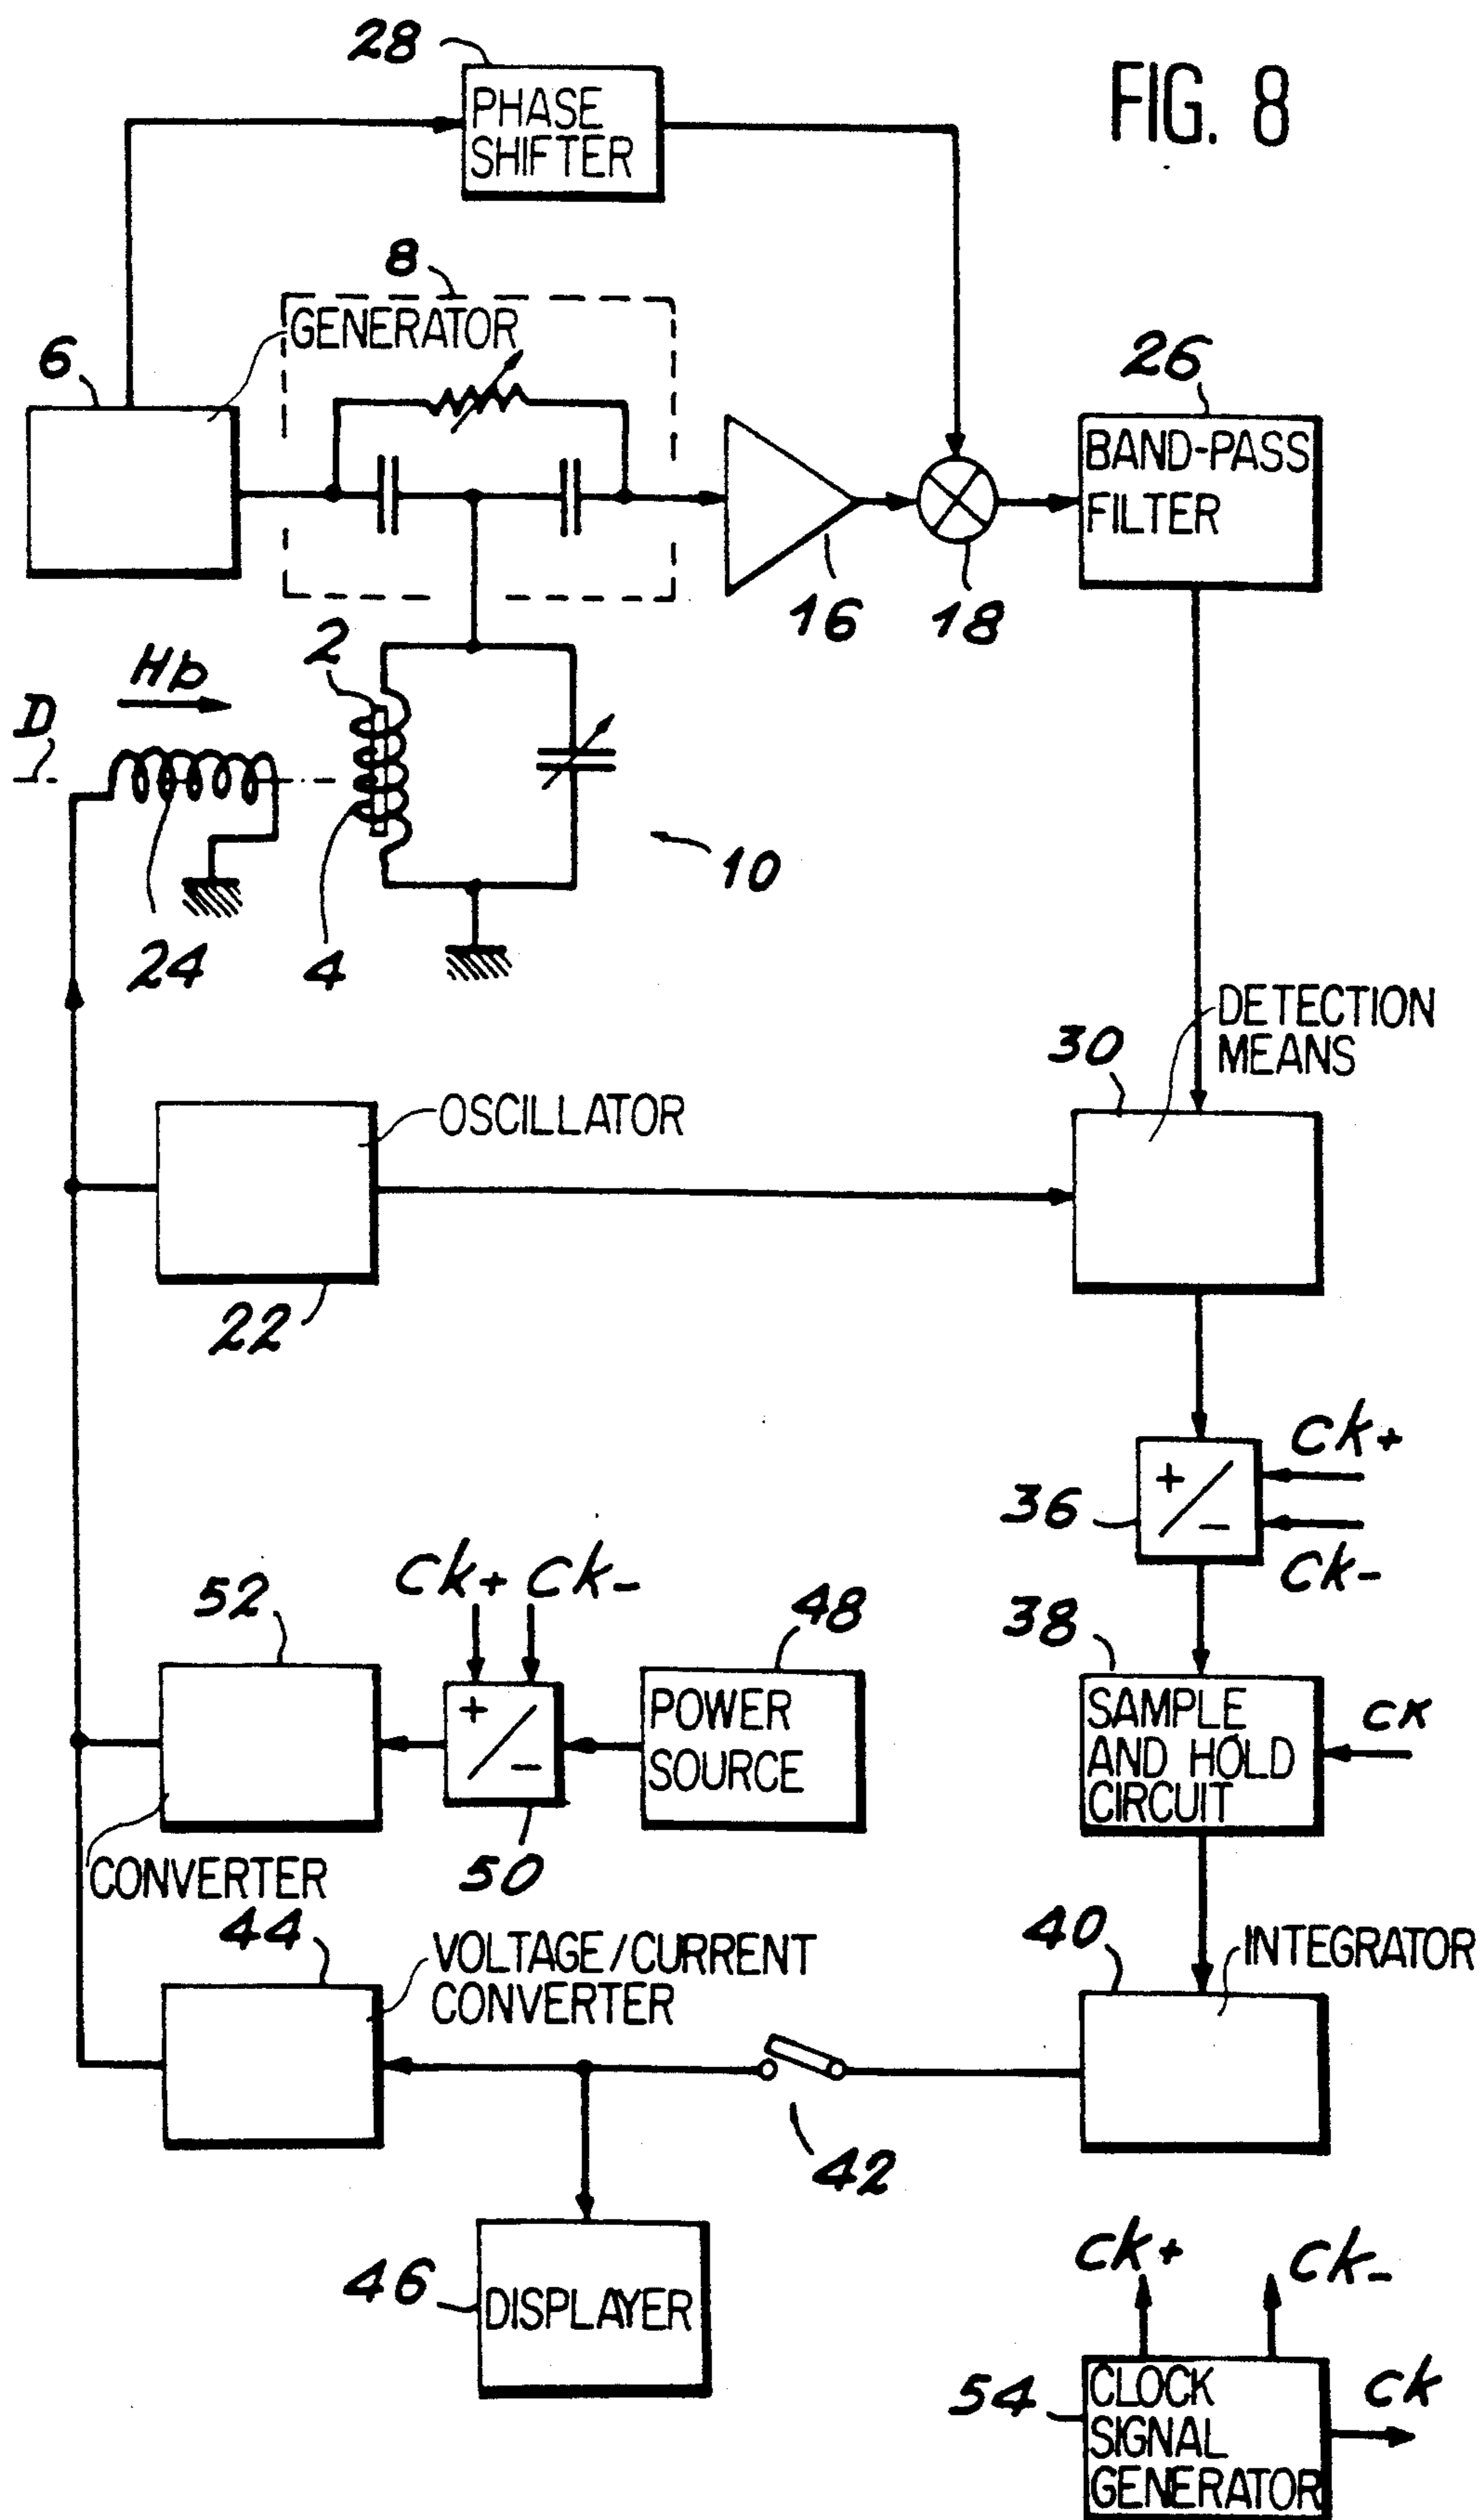 28
PHASE
SHIFTER
FIG. 8
8
GENERATOR
6
26
BAND-PASS
FILTER
16
18
2
Hb
D
10
24
4
DETECTION
MEANS
30
OSCILLATOR
22
CK+
36
+
-
CK-
CK+ CK-
52
48
38
+
-
POWER
SOURCE
SAMPLE
AND HOLD
CIRCUIT
CK
50
CONVERTER
44
VOLTAGE/CURRENT
CONVERTER
40
INTEGRATOR
42
46
DISPLAYER
CK+
CK-
54
CLOCK
SIGNAL
GENERATOR
CK